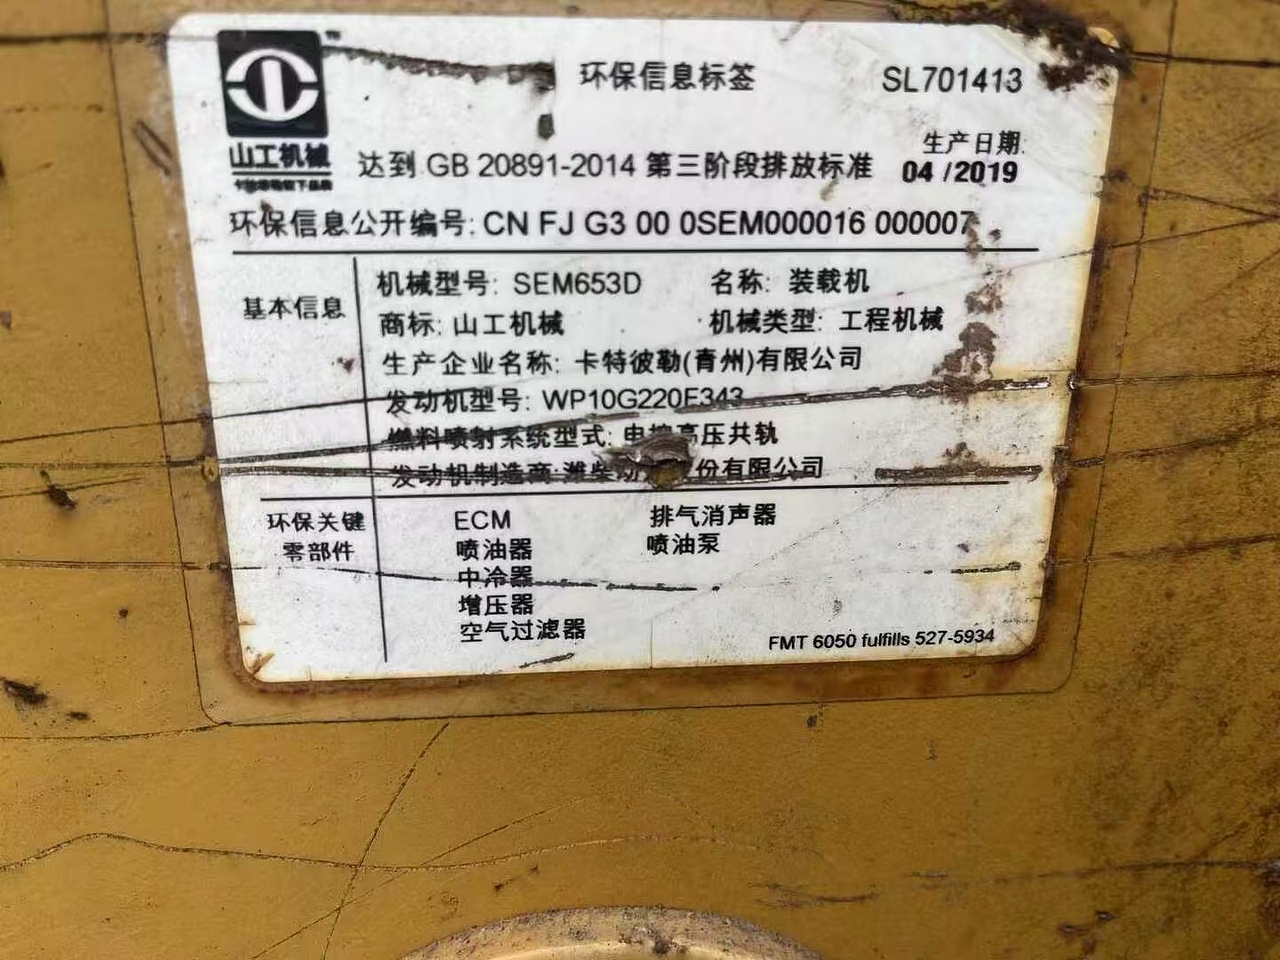 环保信息标签 SL701413
山工机械
生产日期:
达到 GB 20891-2014 第三阶段排放标准 04 /2019
环保信息公开编号: CN FJ G3 00 0SEM000016 000007
基本信息
机械型号: SEM653D 名称: 装载机
商标: 山工机械 机械类型: 工程机械
生产企业名称: 卡特彼勒(青州)有限公司
发动机型号: WP10G220E343
燃料喷射系统型式: 电控高压共轨
发动机制造商: 潍柴动 份有限公司
环保关键
零部件
ECM 排气消声器
喷油器 喷油泵
中冷器
增压器
空气过滤器
FMT 6050 fulfills 527-5934